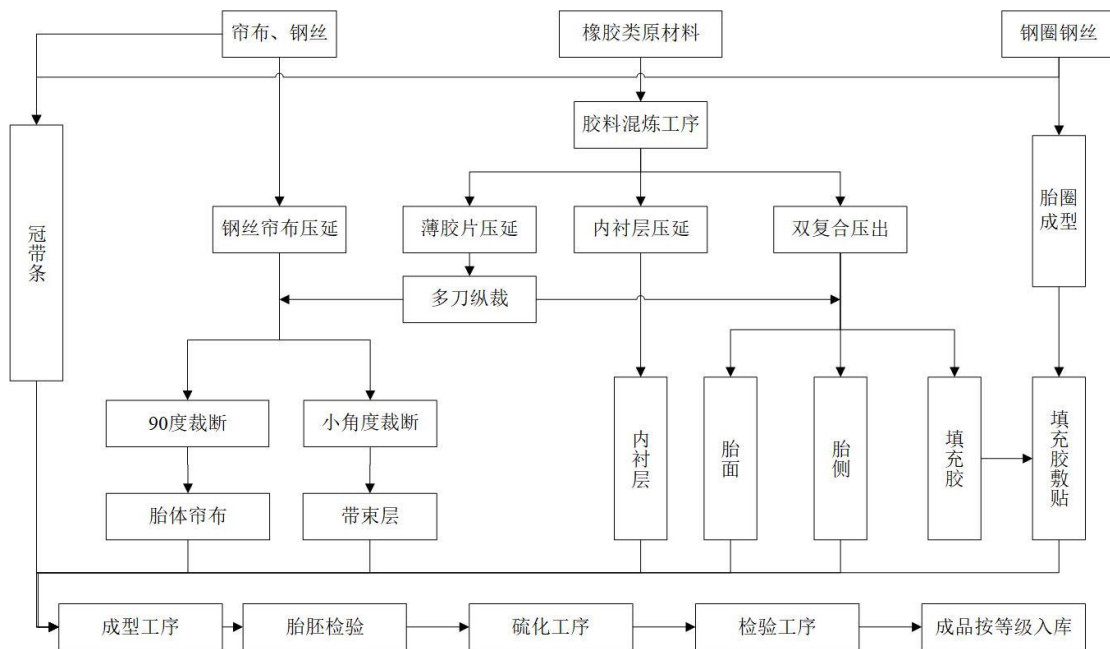 帘布、钢丝
橡胶类原材料
钢圈钢丝
胶料混炼工序
冠带条
钢丝帘布压延
薄胶片压延
内衬层压延
双复合压出
胎圈成型
多刀纵裁
90度裁断
小角度裁断
内衬层
胎面
胎侧
填充胶
填充胶敷贴
胎体帘布
带束层
成型工序
胎胚检验
硫化工序
检验工序
成品按等级入库